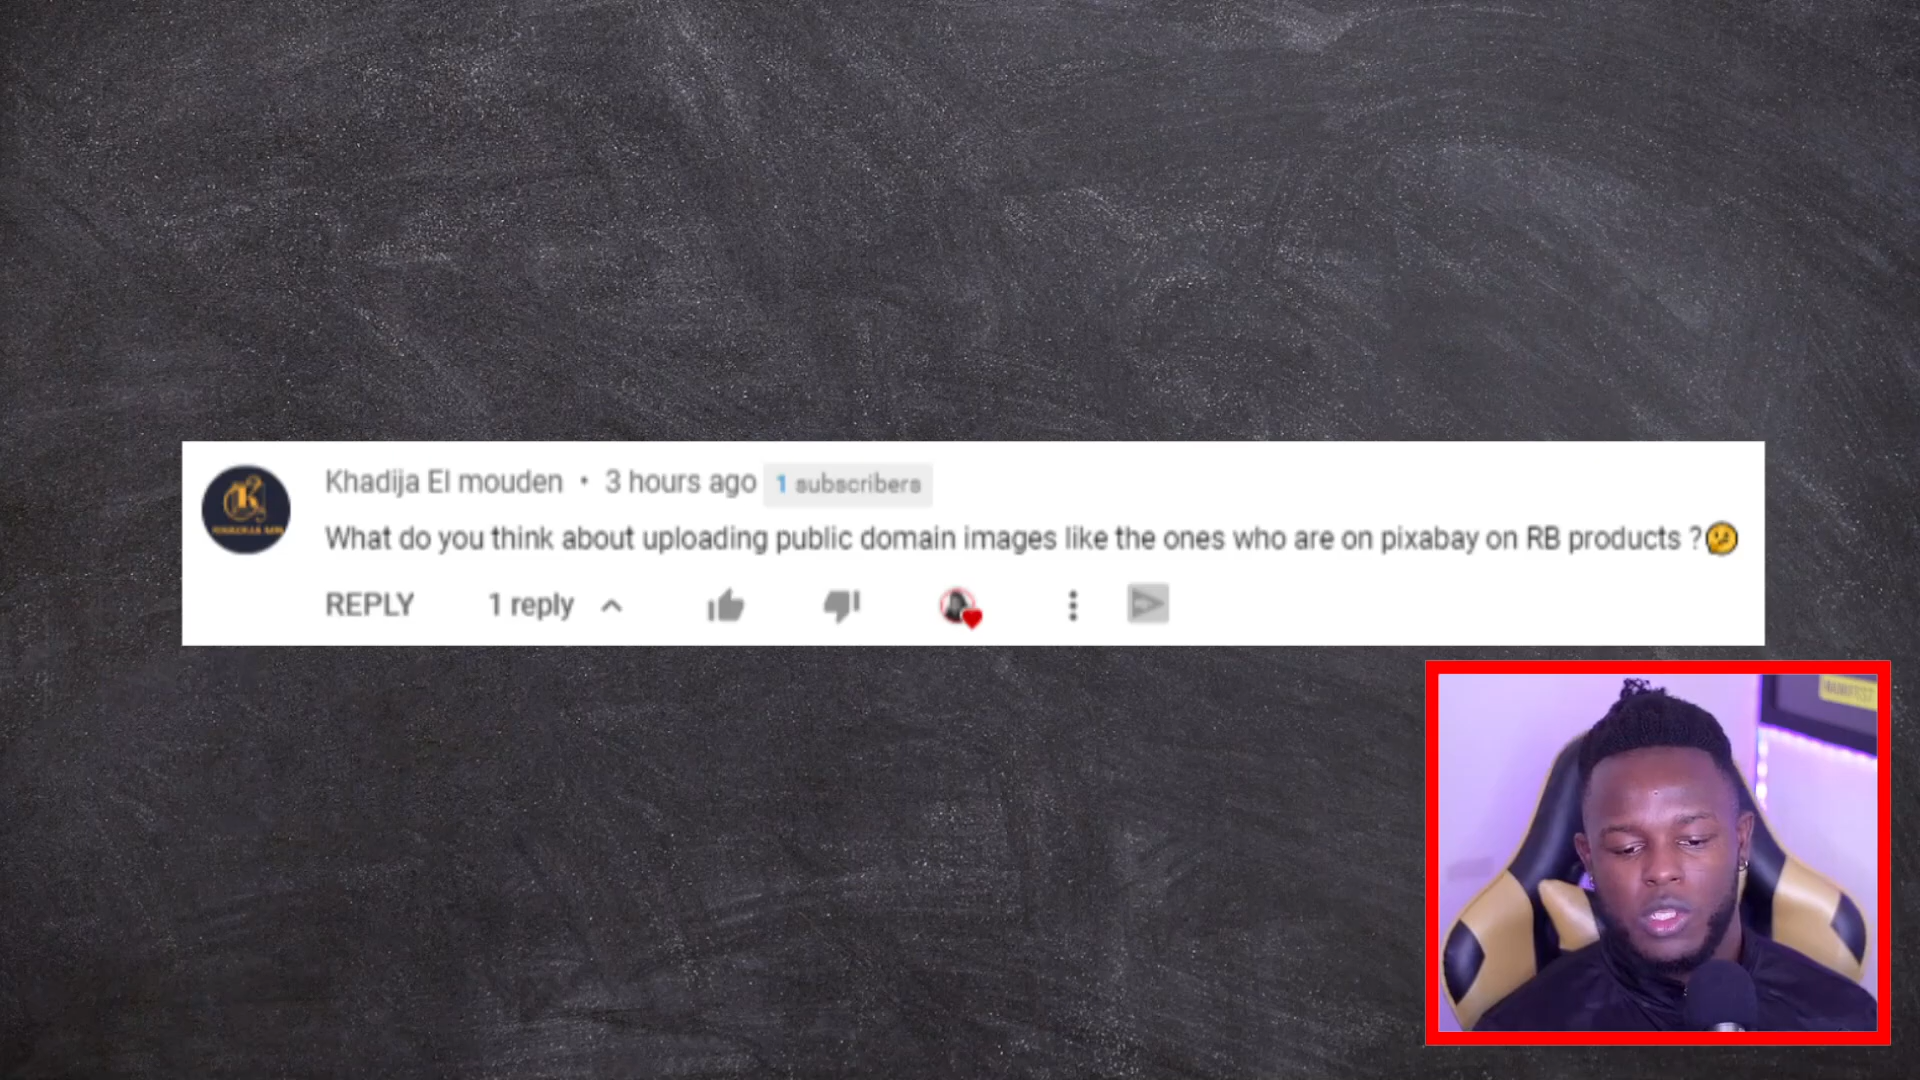 Khadija El mouden • 3 hours ago 1 subscribers
What do you think about uploading public domain images like the ones who are on pixabay on RB products ?🤔
REPLY 1 reply
MANIFEST